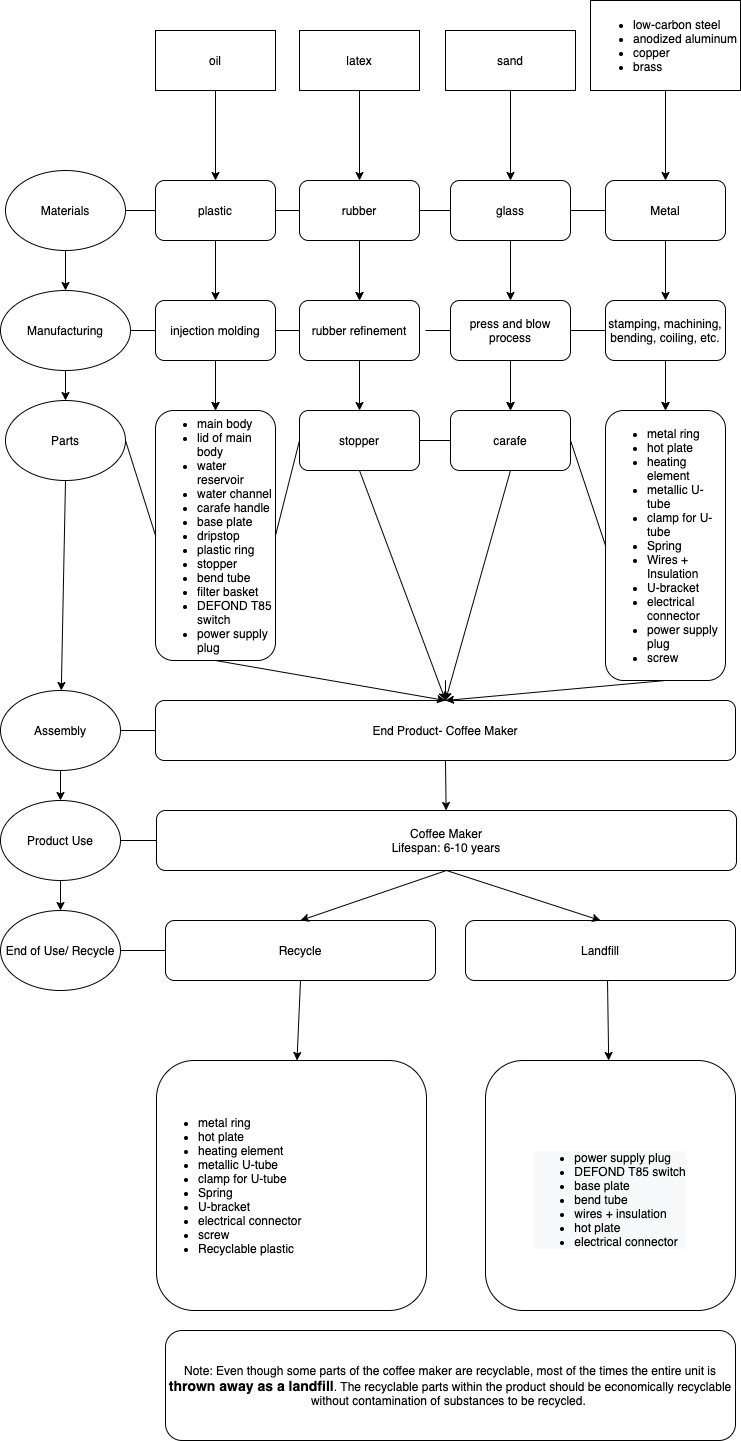 oil
latex
sand
low-carbon steel
anodized aluminum
copper
brass
Materials
plastic
rubber
glass
Metal
Manufacturing
injection molding
rubber refinement
press and blow
process
stamping, machining,
bending, coiling, etc.
Parts
main body
lid of main
body
water
reservoir
water channel
carafe handle
base plate
dripstop
plastic ring
stopper
bend tube
filter basket
DEFOND T85
switch
power supply
plug
stopper
carafe
metal ring
hot plate
heating
element
metallic U-
tube
clamp for U-
tube
Spring
Wires +
Insulation
U-bracket
electrical
connector
power supply
plug
screw
Assembly
End Product- Coffee Maker
Product Use
Coffee Maker
Lifespan: 6-10 years
End of Use/ Recycle
Recycle
Landfill
metal ring
hot plate
heating element
metallic U-tube
clamp for U-tube
Spring
U-bracket
electrical connector
screw
Recyclable plastic
power supply plug
DEFOND T85 switch
base plate
bend tube
wires + insulation
hot plate
electrical connector
Note: Even though some parts of the coffee maker are recyclable, most of the times the entire unit is
thrown away as a landfill. The recyclable parts within the product should be economically recyclable
without contamination of substances to be recycled.